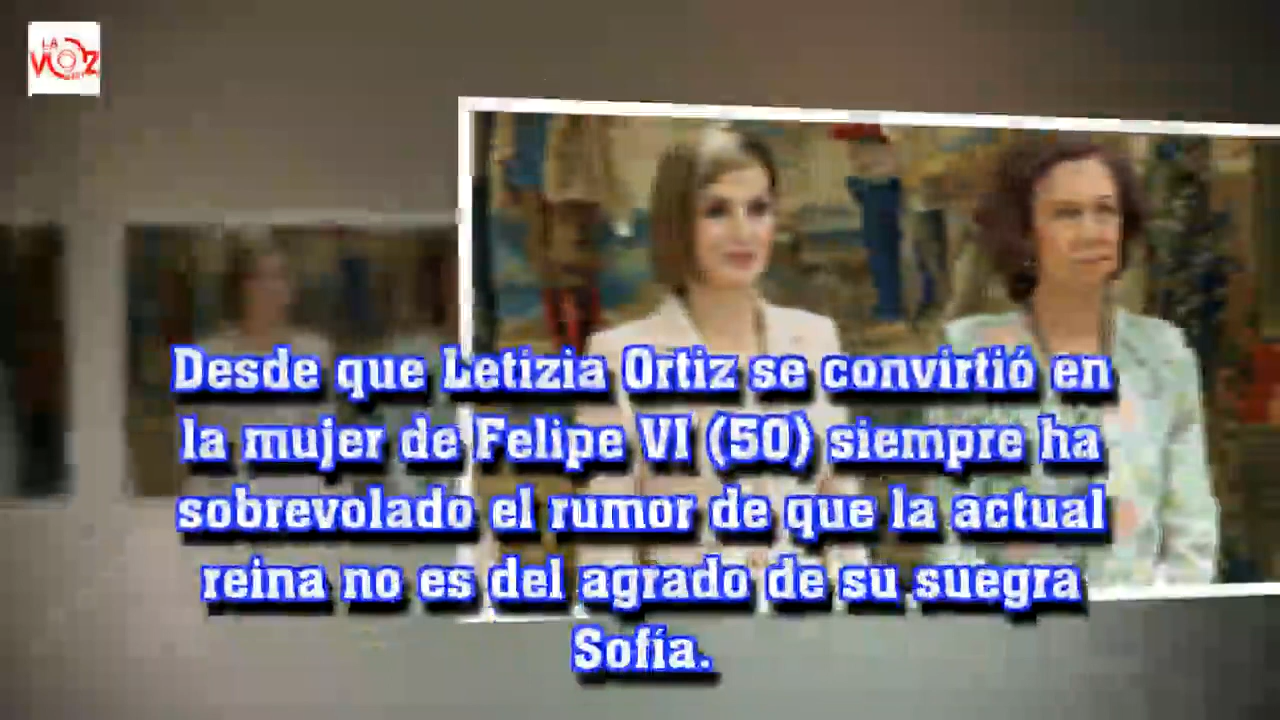 LA
VOZ
Desde que Letizia Ortiz se convirtió en
la mujer de Felipe VI (50) siempre ha
sobrevolado el rumor de que la actual
reina no es del agrado de su suegra
Sofía.